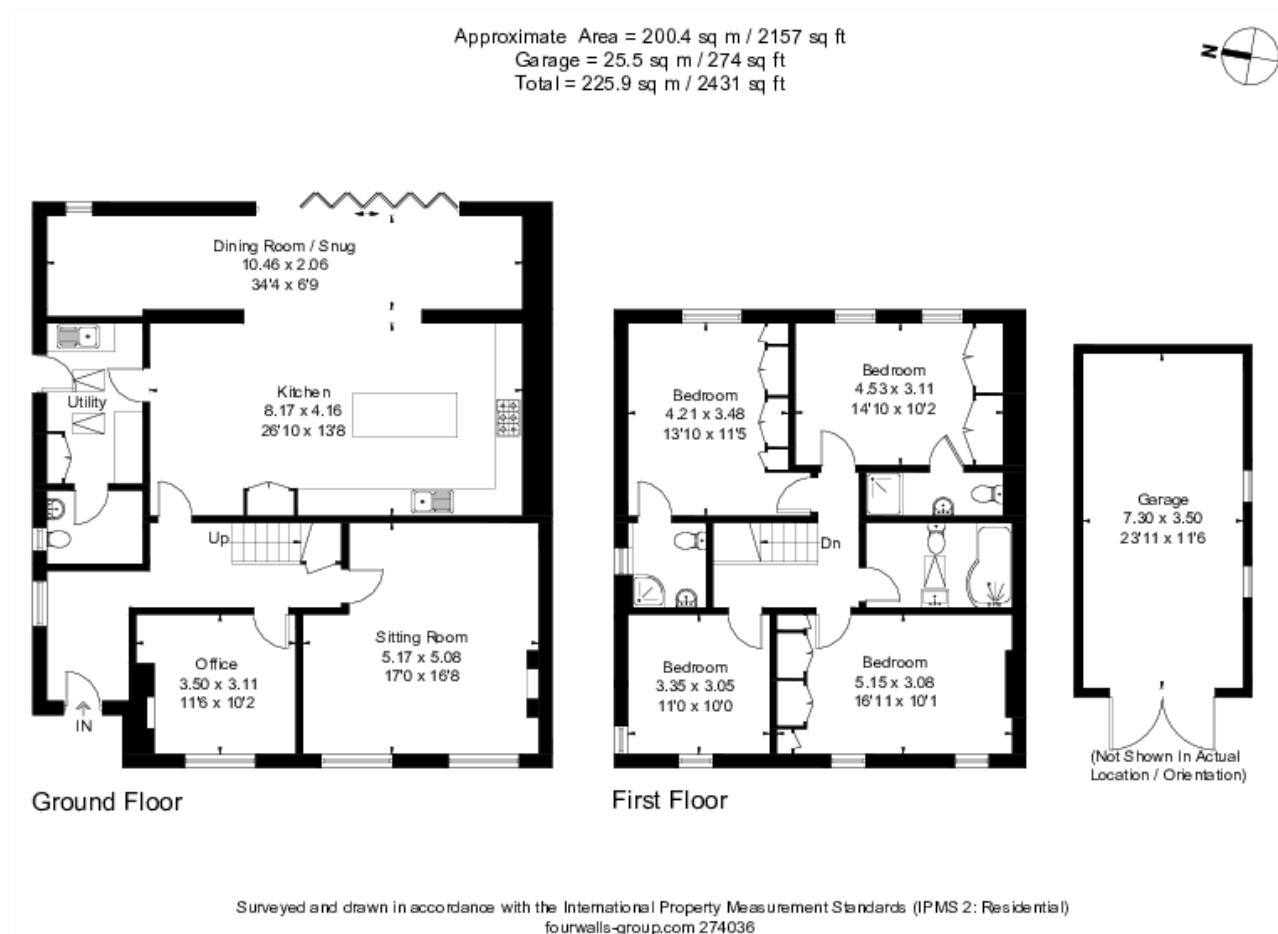 Approximate Area = 200.4 sq m / 2157 sq ft
Garage = 25.5 sq m / 274 sq ft
Total = 225.9 sq m / 2431 sq ft
N
Dining Room / Snug
10.46 x 2.06
34'4 x 6'9
Kitchen
8.17 x 4.16
26'10 x 13'8
Utility
Up
Sitting Room
5.17 x 5.08
17'0 x 16'8
Office
3.50 x 3.11
11'6 x 10'2
IN
Ground Floor
Bedroom
4.21 x 3.48
13'10 x 11'5
Bedroom
4.53 x 3.11
14'10 x 10'2
Dn
Bedroom
3.35 x 3.05
11'0 x 10'0
Bedroom
5.15 x 3.08
16'11 x 10'1
First Floor
Garage
7.30 x 3.50
23'11 x 11'6
(Not Shown In Actual
Location / Orientation)
Surveyed and drawn in accordance with the International Property Measurement Standards (IPMS 2: Residential)
fourwalls-group.com 274036